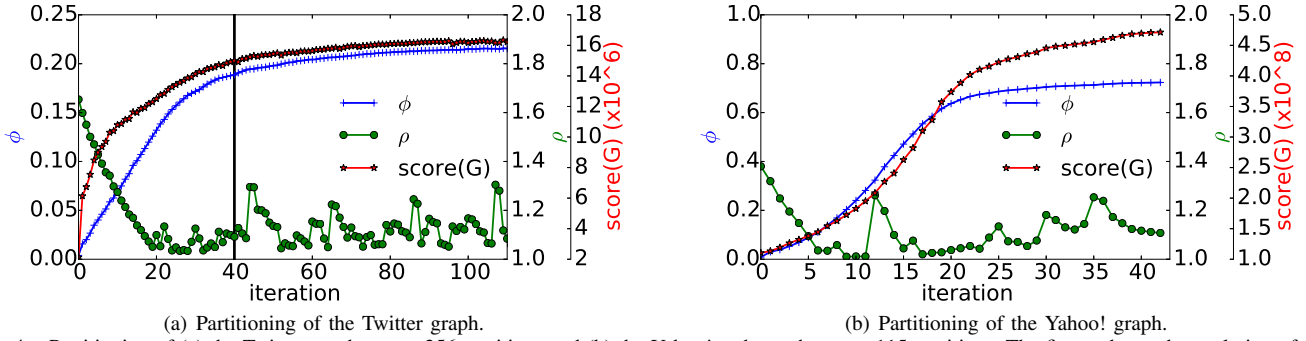 0.25 2.0 18 1.0 2.0 5.0
0.20 1.8 16 0.8 1.8 4.5
14 4.0
0.15 1.6 12 0.6 1.6 3.5
ϕ ϕ
ϕ ρ ρ score(G) (x10^6) ϕ ρ ρ score(G) (x10^8)
10 3.0
0.10 1.4 8 0.4 1.4 2.5
score(G) score(G)
6 2.0
0.05 1.2 4 0.2 1.2 1.5
0.00 1.0 2 0.0 1.0 1.0
0 20 40 60 80 100 0 5 10 15 20 25 30 35 40
iteration iteration
(a) Partitioning of the Twitter graph. (b) Partitioning of the Yahoo! graph.